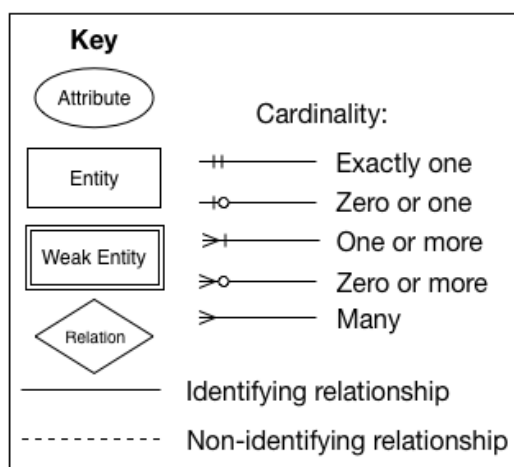 Key
Attribute
Entity
Weak Entity
Relation
Cardinality:
Exactly one
Zero or one
One or more
Zero or more
Many
Identifying relationship
Non-identifying relationship